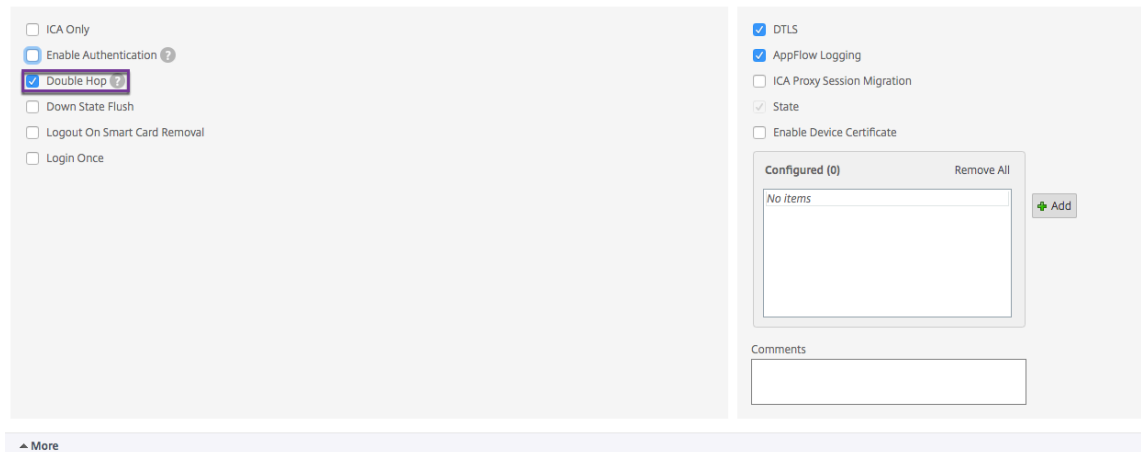 ICA Only
Enable Authentication ?
Double Hop ?
Down State Flush
Logout On Smart Card Removal
Login Once
DTLS
AppFlow Logging
ICA Proxy Session Migration
State
Enable Device Certificate
Configured (0) Remove All
No items
Add
Comments
More